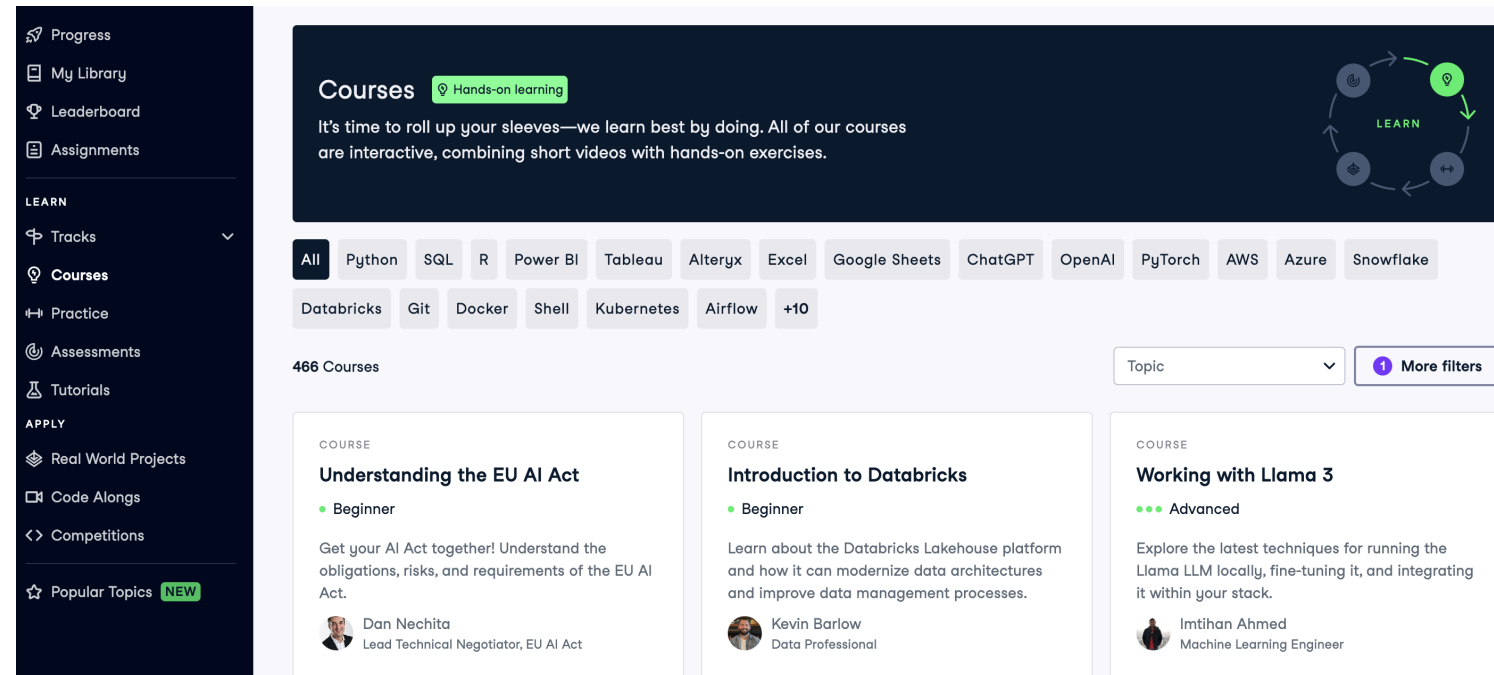 Progress
My Library
Leaderboard
Assignments
LEARN
Tracks
Courses
Practice
Assessments
Tutorials
APPLY
Real World Projects
Code Alongs
Competitions
Popular Topics NEW
Courses Hands-on learning
It's time to roll up your sleeves—we learn best by doing. All of our courses
are interactive, combining short videos with hands-on exercises.
LEARN
All Python SQL R Power BI Tableau Alteryx Excel Google Sheets ChatGPT OpenAI PyTorch AWS Azure Snowflake
Databricks Git Docker Shell Kubernetes Airflow +10
466 Courses
Topic
1 More filters
COURSE
Understanding the EU AI Act
Beginner
Get your AI Act together! Understand the
obligations, risks, and requirements of the EU AI
Act.
Dan Nechita
Lead Technical Negotiator, EU AI Act
COURSE
Introduction to Databricks
Beginner
Learn about the Databricks Lakehouse platform
and how it can modernize data architectures
and improve data management processes.
Kevin Barlow
Data Professional
COURSE
Working with Llama 3
Advanced
Explore the latest techniques for running the
Llama LLM locally, fine-tuning it, and integrating
it within your stack.
Imtihan Ahmed
Machine Learning Engineer